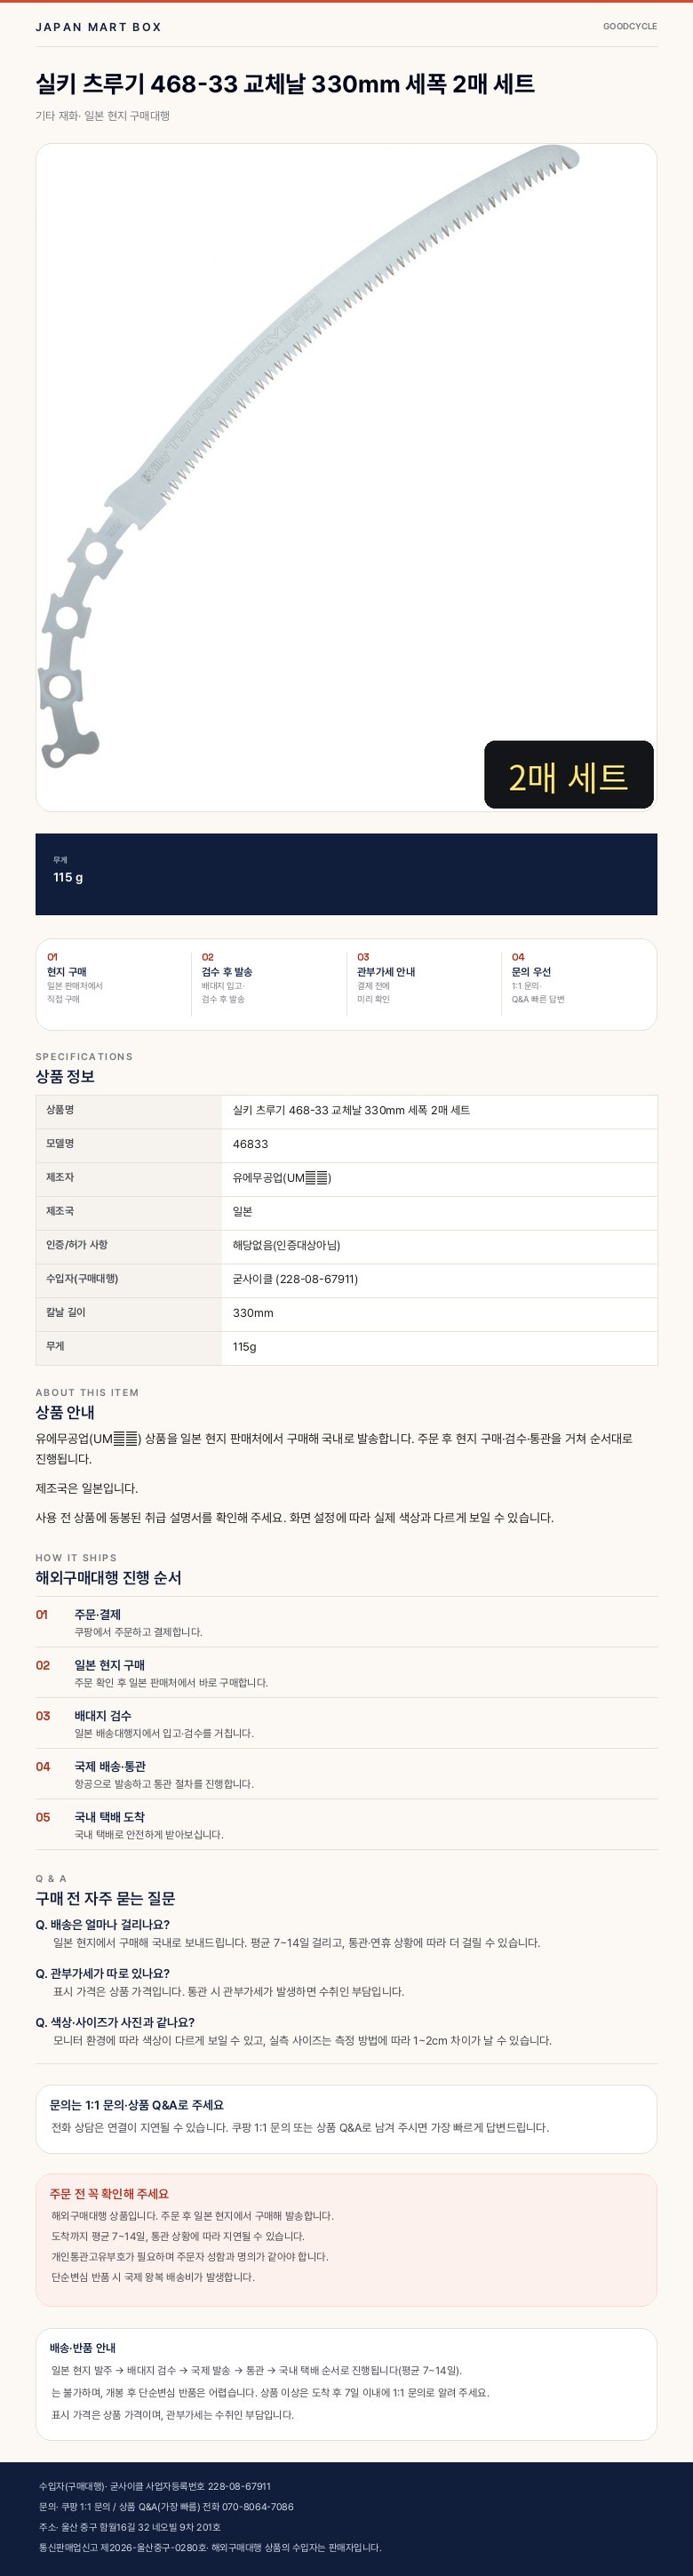 JAPAN MART BOX
GOODCYCLE
실키 츠루기 468-33 교체날 330mm 세폭 2매 세트
기타 재화· 일본 현지 구매대행
Silky TSURUGI CURVE
2매 세트
무게
115 g
01
현지 구매
일본 판매처에서
직접 구매
02
검수 후 발송
배대지 입고·
검수 후 발송
03
관부가세 안내
결제 전에
미리 확인
04
문의 우선
1:1 문의·
Q&A 빠른 답변
SPECIFICATIONS
상품 정보
상품명 실키 츠루기 468-33 교체날 330mm 세폭 2매 세트
모델명 46833
제조자 유에무공업(UM䷀䷀)
제조국 일본
인증/허가 사항 해당없음(인증대상아님)
수입자(구매대행) 굳사이클 (228-08-67911)
칼날 길이 330mm
무게 115g
ABOUT THIS ITEM
상품 안내
유에무공업(UM䷀䷀) 상품을 일본 현지 판매처에서 구매해 국내로 발송합니다. 주문 후 현지 구매·검수·통관을 거쳐 순서대로
진행됩니다.
제조국은 일본입니다.
사용 전 상품에 동봉된 취급 설명서를 확인해 주세요. 화면 설정에 따라 실제 색상과 다르게 보일 수 있습니다.
HOW IT SHIPS
해외구매대행 진행 순서
01 주문·결제
쿠팡에서 주문하고 결제합니다.
02 일본 현지 구매
주문 확인 후 일본 판매처에서 바로 구매합니다.
03 배대지 검수
일본 배송대행지에서 입고·검수를 거칩니다.
04 국제 배송·통관
항공으로 발송하고 통관 절차를 진행합니다.
05 국내 택배 도착
국내 택배로 안전하게 받아보십니다.
Q & A
구매 전 자주 묻는 질문
Q. 배송은 얼마나 걸리나요?
일본 현지에서 구매해 국내로 보내드립니다. 평균 7~14일 걸리고, 통관·연휴 상황에 따라 더 걸릴 수 있습니다.
Q. 관부가세가 따로 있나요?
표시 가격은 상품 가격입니다. 통관 시 관부가세가 발생하면 수취인 부담입니다.
Q. 색상·사이즈가 사진과 같나요?
모니터 환경에 따라 색상이 다르게 보일 수 있고, 실측 사이즈는 측정 방법에 따라 1~2cm 차이가 날 수 있습니다.
문의는 1:1 문의·상품 Q&A로 주세요
전화 상담은 연결이 지연될 수 있습니다. 쿠팡 1:1 문의 또는 상품 Q&A로 남겨 주시면 가장 빠르게 답변드립니다.
주문 전 꼭 확인해 주세요
해외구매대행 상품입니다. 주문 후 일본 현지에서 구매해 발송합니다.
도착까지 평균 7~14일, 통관 상황에 따라 지연될 수 있습니다.
개인통관고유부호가 필요하며 주문자 성함과 명의가 같아야 합니다.
단순변심 반품 시 국제 왕복 배송비가 발생합니다.
배송·반품 안내
일본 현지 발주 → 배대지 검수 → 국제 발송 → 통관 → 국내 택배 순서로 진행됩니다(평균 7~14일).
는 불가하며, 개봉 후 단순변심 반품은 어렵습니다. 상품 이상은 도착 후 7일 이내에 1:1 문의로 알려 주세요.
표시 가격은 상품 가격이며, 관부가세는 수취인 부담입니다.
수입자(구매대행)· 굳사이클 사업자등록번호 228-08-67911
문의· 쿠팡 1:1 문의 / 상품 Q&A(가장 빠름) 전화 070-8064-7086
주소· 울산 중구 함월16길 32 네오빌 9차 201호
통신판매업신고 제2026-울산중구-0280호· 해외구매대행 상품의 수입자는 판매자입니다.